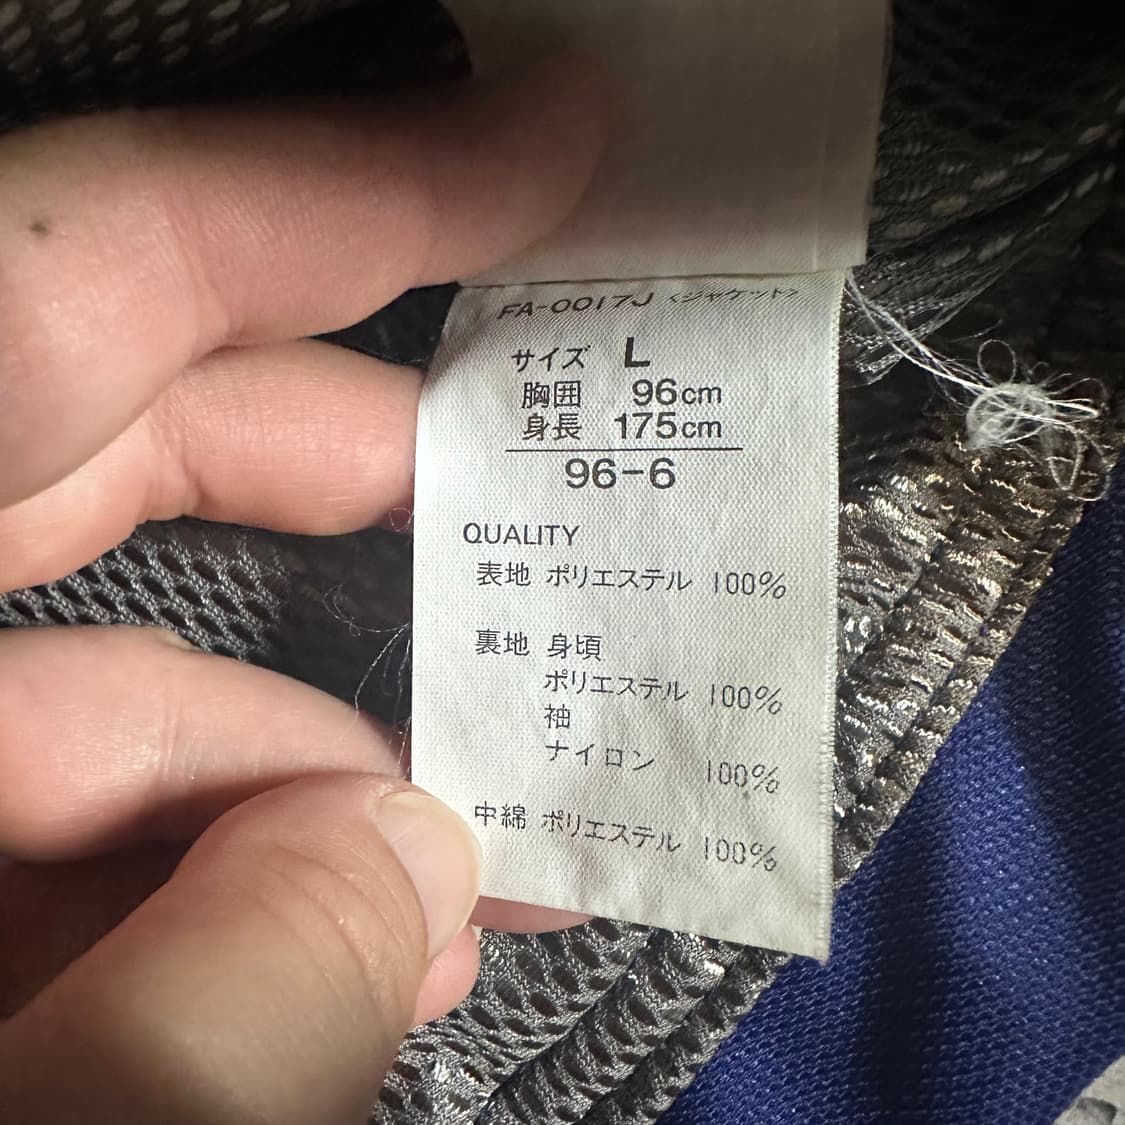 FA-0017J <ジャケット>
サイズ L
胸囲 96cm
身長 175cm
96-6
QUALITY
表地 ポリエステル 100%
裏地 身頃
ポリエステル 100%
袖
ナイロン 100%
中綿 ポリエステル 100%